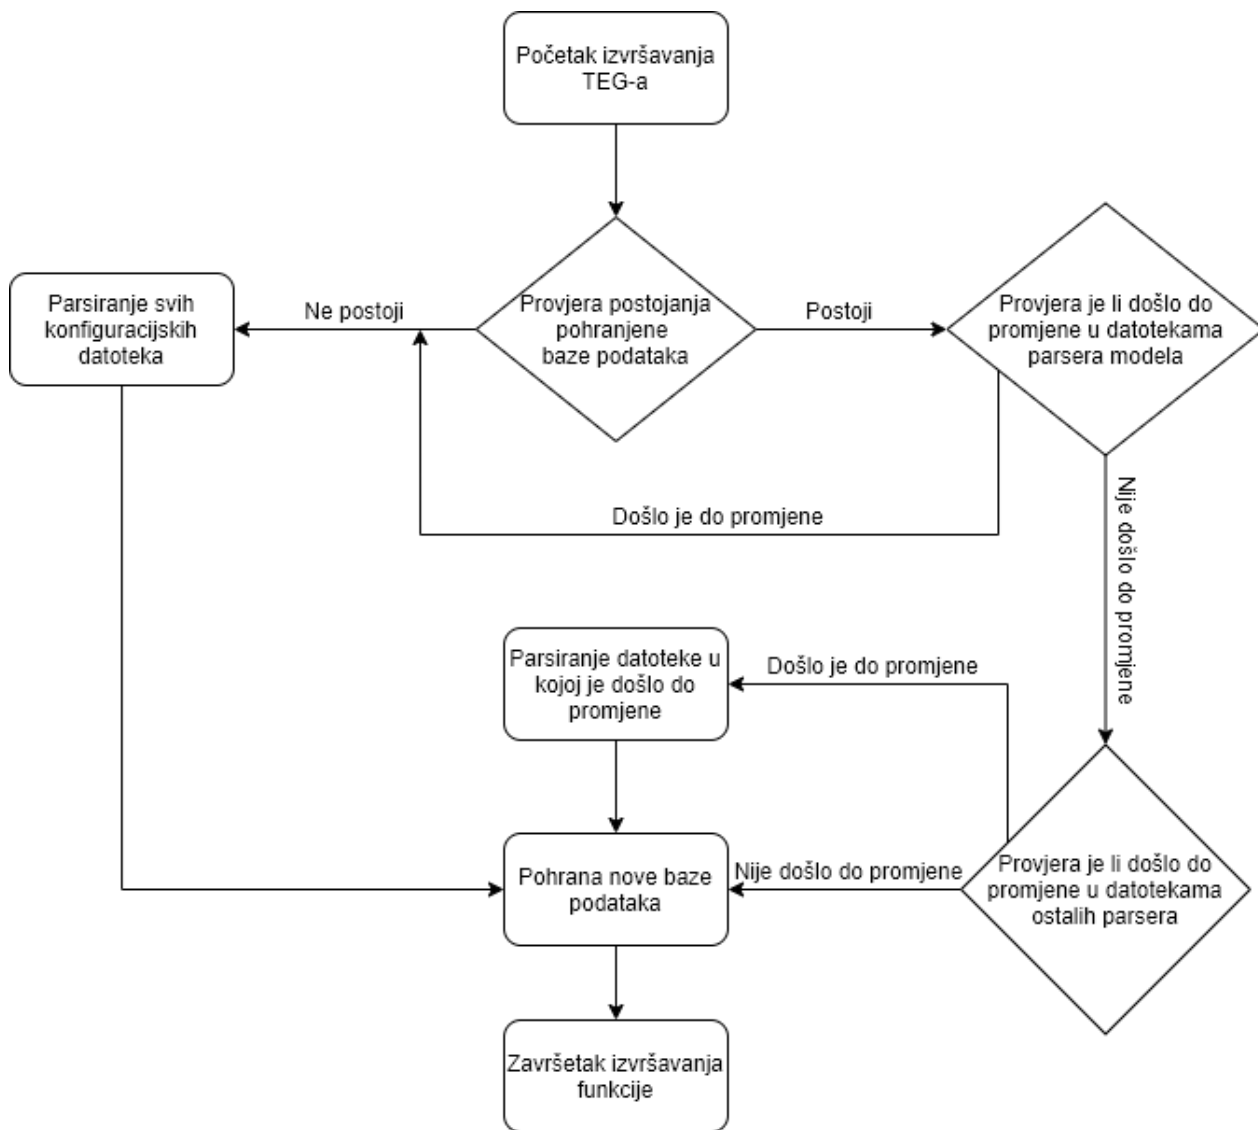 Početak izvršavanja
TEG-a
Provjera postojanja
pohranjene
baze podataka
Ne postoji
Postoji
Parsiranje svih
konfiguracijskih
datoteka
Provjera je li došlo do
promjene u datotekama
parsera modela
Došlo je do promjene
Nije došlo do promjene
Parsiranje datoteke u
kojoj je došlo do
promjene
Došlo je do promjene
Pohrana nove baze
podataka
Nije došlo do promjene
Provjera je li došlo do
promjene u datotekama
ostalih parsera
Završetak izvršavanja
funkcije